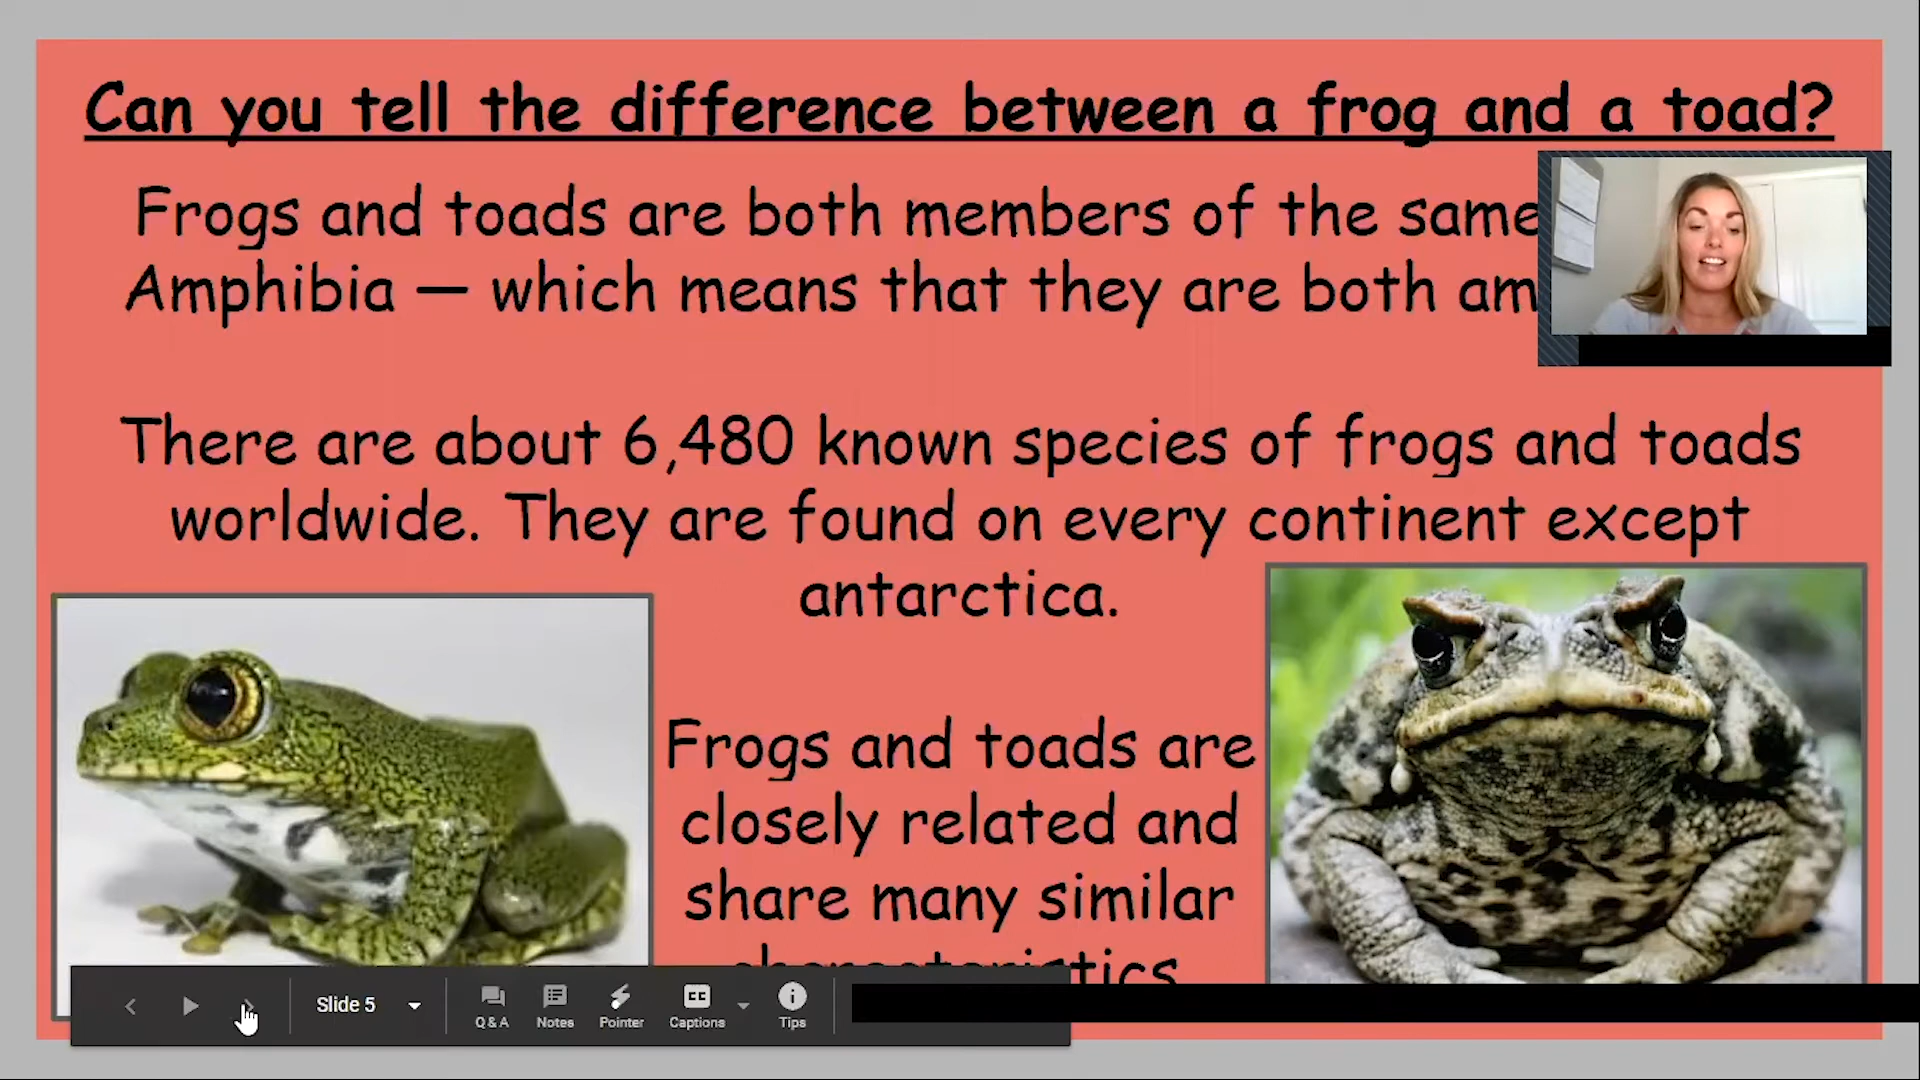 Can you tell the difference between a frog and a toad?
Frogs and toads are both members of the same
Amphibia — which means that they are both am
There are about 6,480 known species of frogs and toads
worldwide. They are found on every continent except
antarctica.
Frogs and toads are
closely related and
share many similar
characteristics
Slide 5
Q & A
Notes
Pointer
CC
Captions
Tips